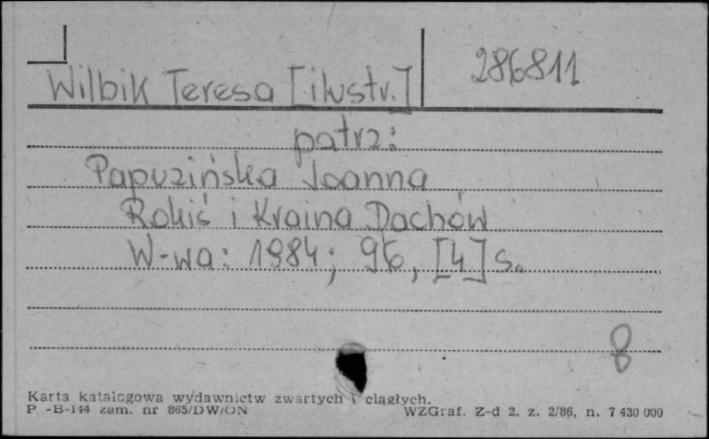 Wilbik Teresa [ilustr.] 286811
patrz:
Papuzińska Joanna
Rokiś i Kraina Dachów
W-wa: 1984; 96, [4] s.
8
Karta katalogowa wydawnictw zwartych i ciągłych.
P -B-144 zam. nr 865/DW/ON WZGraf. Z-d 2. z. 2/86, n. 7 430 000